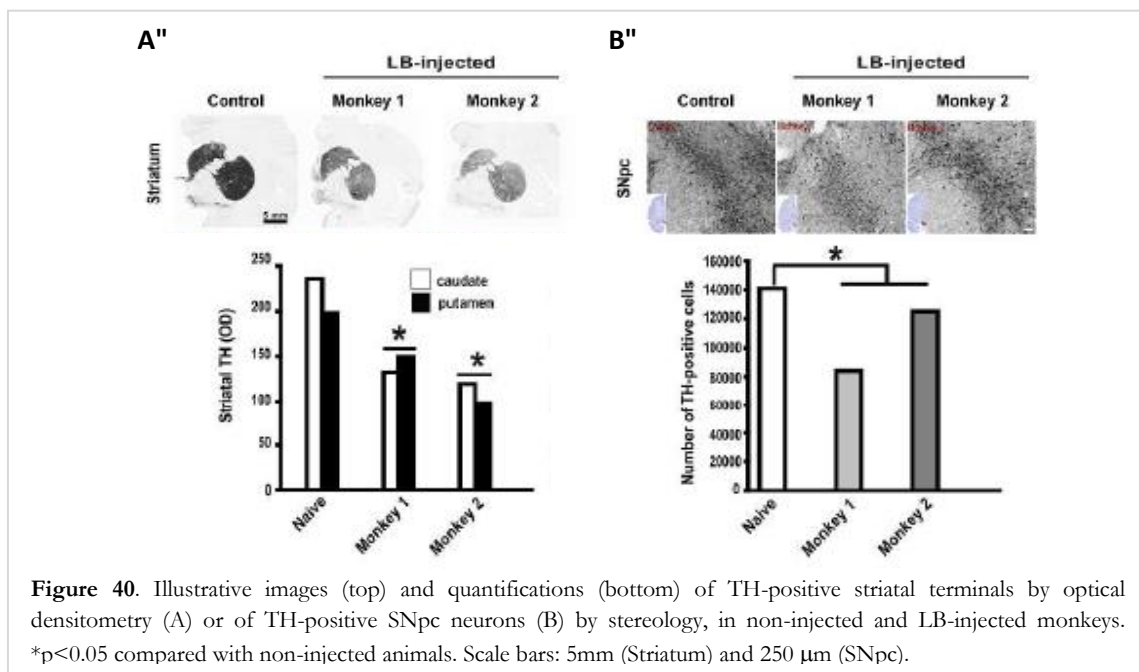 A"
B"
LB-injected
LB-injected
Control
Monkey 1
Monkey 2
Control
Monkey 1
Monkey 2
Striatum
5 mm
SNpc
250
200
150
100
50
0
Striatal TH (OD)
caudate
putamen
*
*
Naive
Monkey 1
Monkey 2
160000
140000
120000
100000
80000
60000
40000
20000
0
Number of TH-positive cells
*
Naive
Monkey 1
Monkey 2
Figure 40. Illustrative images (top) and quantifications (bottom) of TH-positive striatal terminals by optical
densitometry (A) or of TH-positive SNpc neurons (B) by stereology, in non-injected and LB-injected monkeys.
*p<0.05 compared with non-injected animals. Scale bars: 5mm (Striatum) and 250 μm (SNpc).